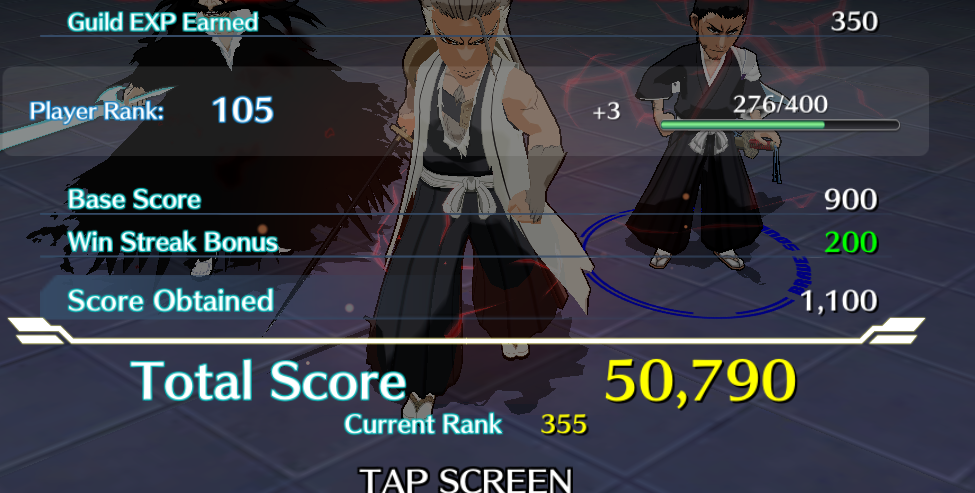 Guild EXP Earned 350
Player Rank: 105 +3 276/400
Base Score 900
Win Streak Bonus 200
Score Obtained 1,100
Total Score 50,790
Current Rank 355
TAP SCREEN